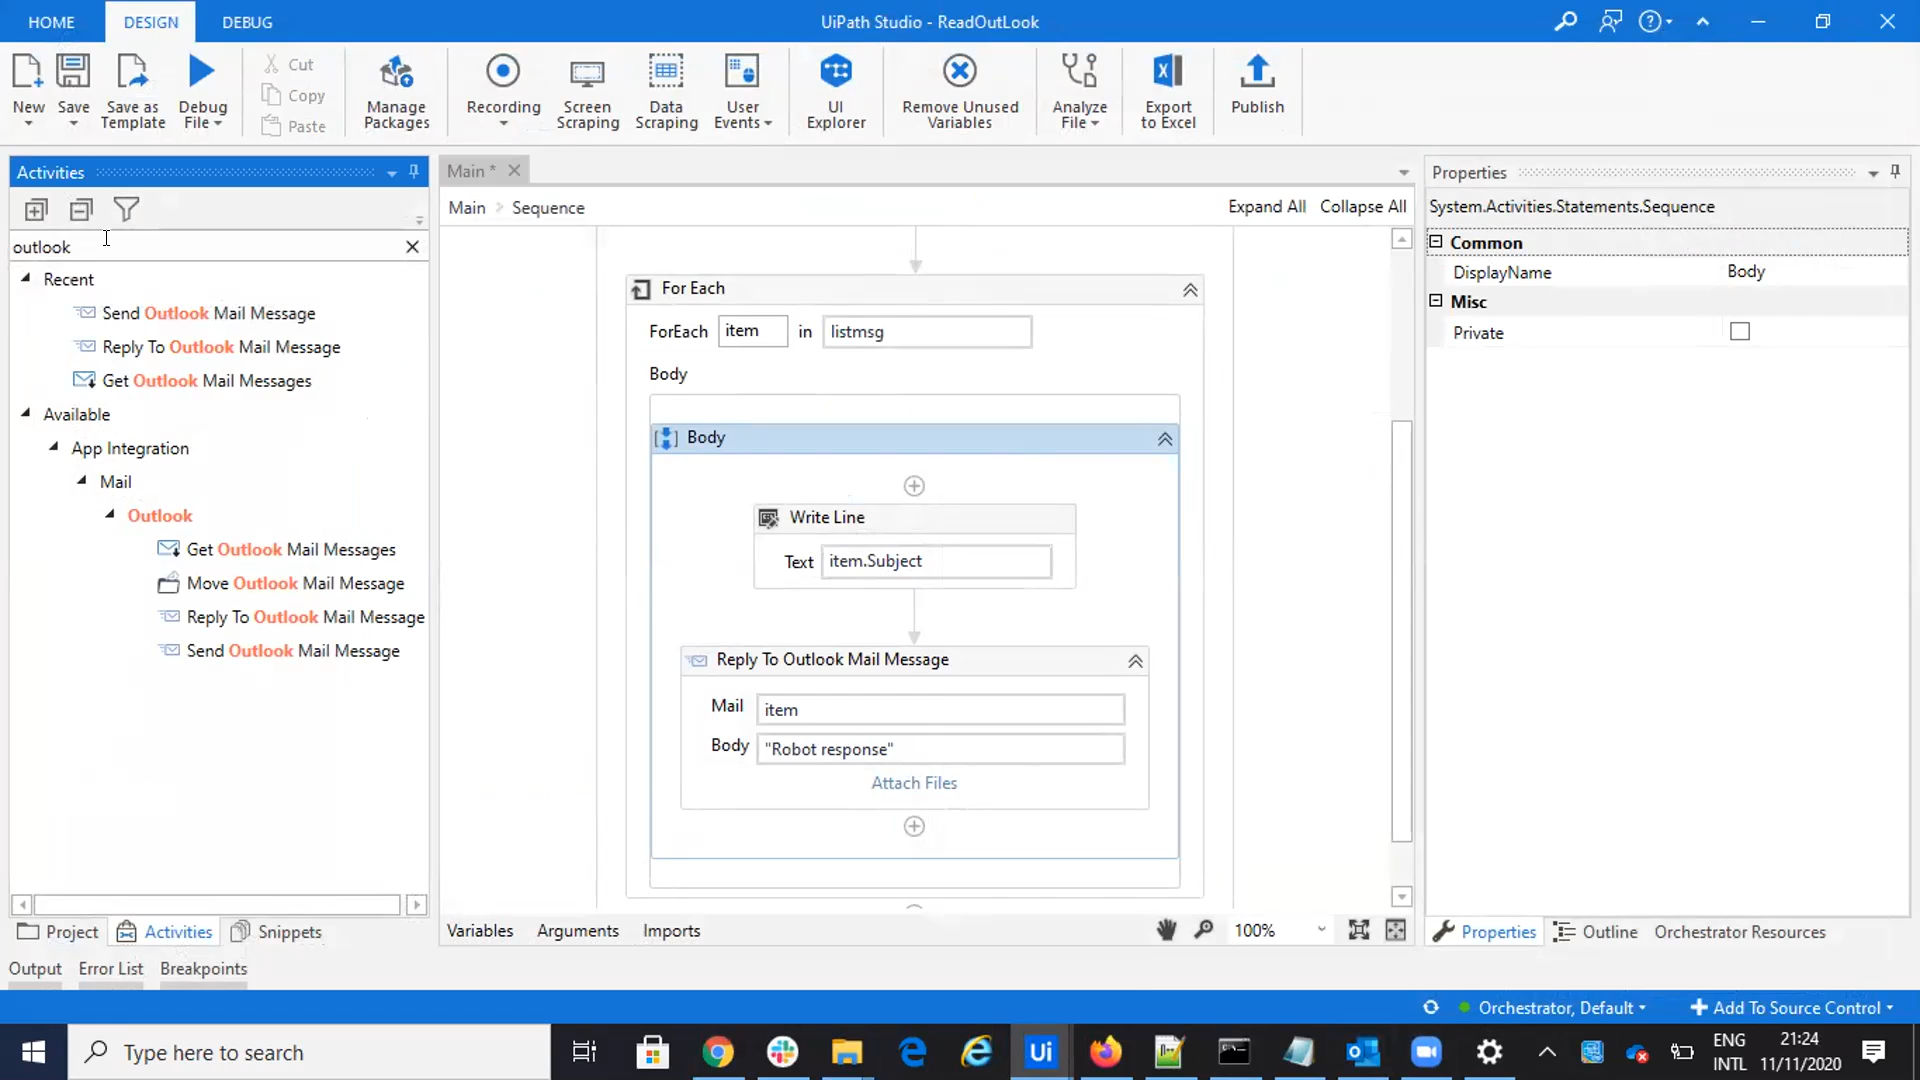 HOME DESIGN DEBUG UiPath Studio - ReadOutLook
New Save Save as Template Debug File Cut Copy Paste Manage Packages Recording Screen Scraping Data Scraping User Events UI Explorer Remove Unused Variables Analyze File Export to Excel Publish
Activities
outlook
Recent
Send Outlook Mail Message
Reply To Outlook Mail Message
Get Outlook Mail Messages
Available
App Integration
Mail
Outlook
Get Outlook Mail Messages
Move Outlook Mail Message
Reply To Outlook Mail Message
Send Outlook Mail Message
Project Activities Snippets
Main *
Main > Sequence Expand All Collapse All
For Each
ForEach item in listmsg
Body
Body
Write Line
Text item.Subject
Reply To Outlook Mail Message
Mail item
Body "Robot response"
Attach Files
Variables Arguments Imports 100%
Properties
System.Activities.Statements.Sequence
Common
DisplayName Body
Misc
Private
Properties Outline Orchestrator Resources
Output Error List Breakpoints
Orchestrator, Default Add To Source Control
Type here to search Ui ENG 21:24
INTL 11/11/2020